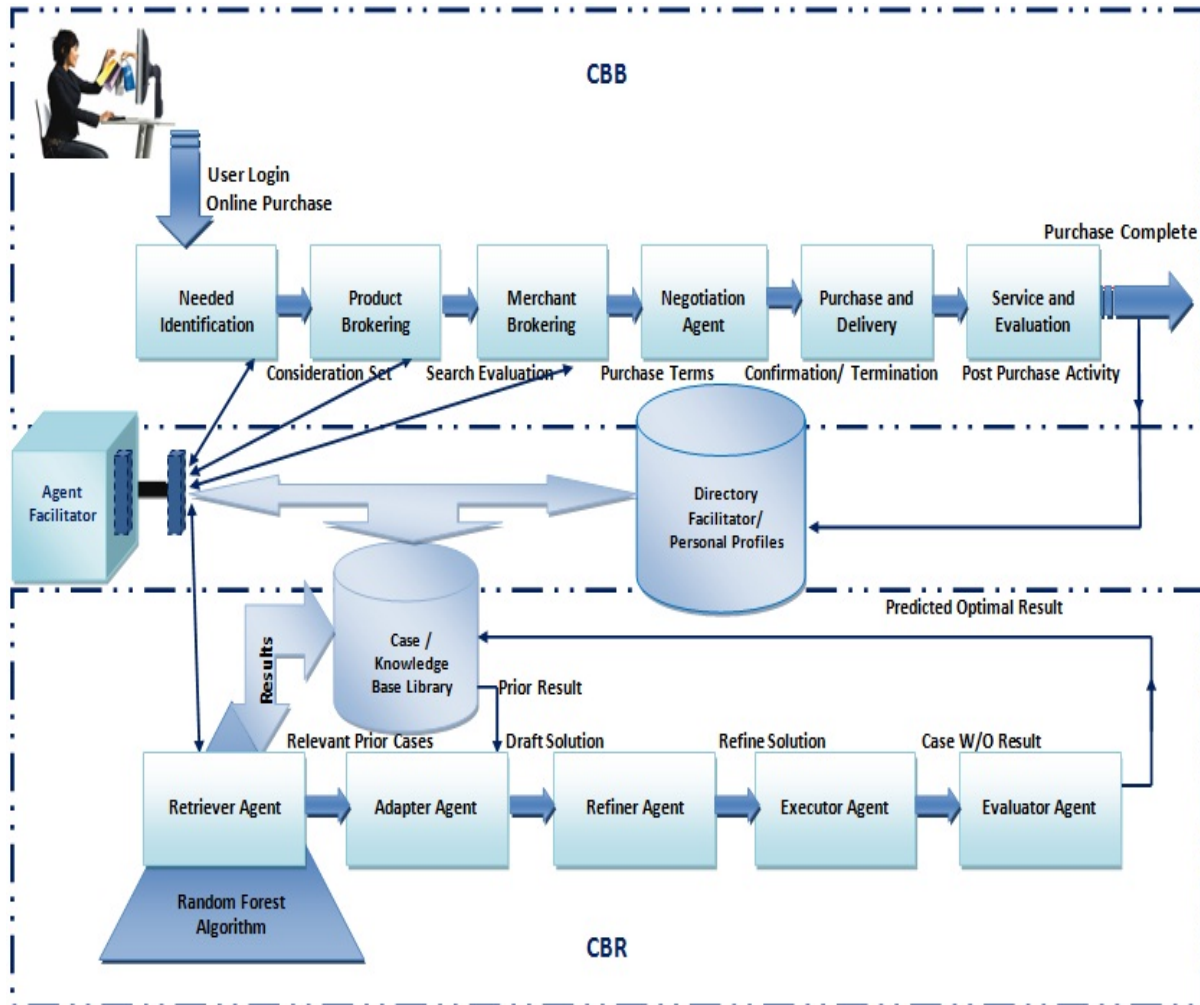 CBB
User Login
Online Purchase
Purchase Complete
Needed
Identification
Product
Brokering
Merchant
Brokering
Negotiation
Agent
Purchase and
Delivery
Service and
Evaluation
Consideration Set
Search Evaluation
Purchase Terms
Confirmation/ Termination
Post Purchase Activity
Agent
Facilitator
Directory
Facilitator/
Personal Profiles
Predicted Optimal Result
Results
Case /
Knowledge
Base Library
Prior Result
Relevant Prior Cases
Draft Solution
Refine Solution
Case W/O Result
Retriever Agent
Adapter Agent
Refiner Agent
Executor Agent
Evaluator Agent
Random Forest
Algorithm
CBR